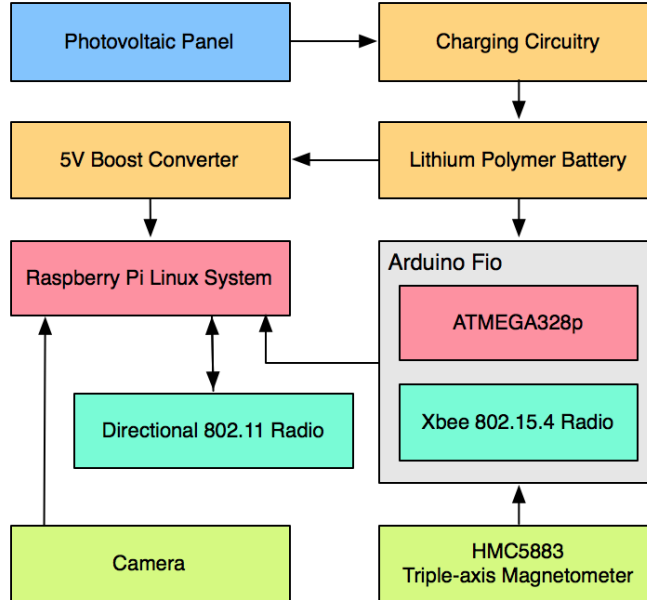 Photovoltaic Panel
Charging Circuitry
5V Boost Converter
Lithium Polymer Battery
Raspberry Pi Linux System
Arduino Fio
ATMEGA328p
Directional 802.11 Radio
Xbee 802.15.4 Radio
Camera
HMC5883
Triple-axis Magnetometer